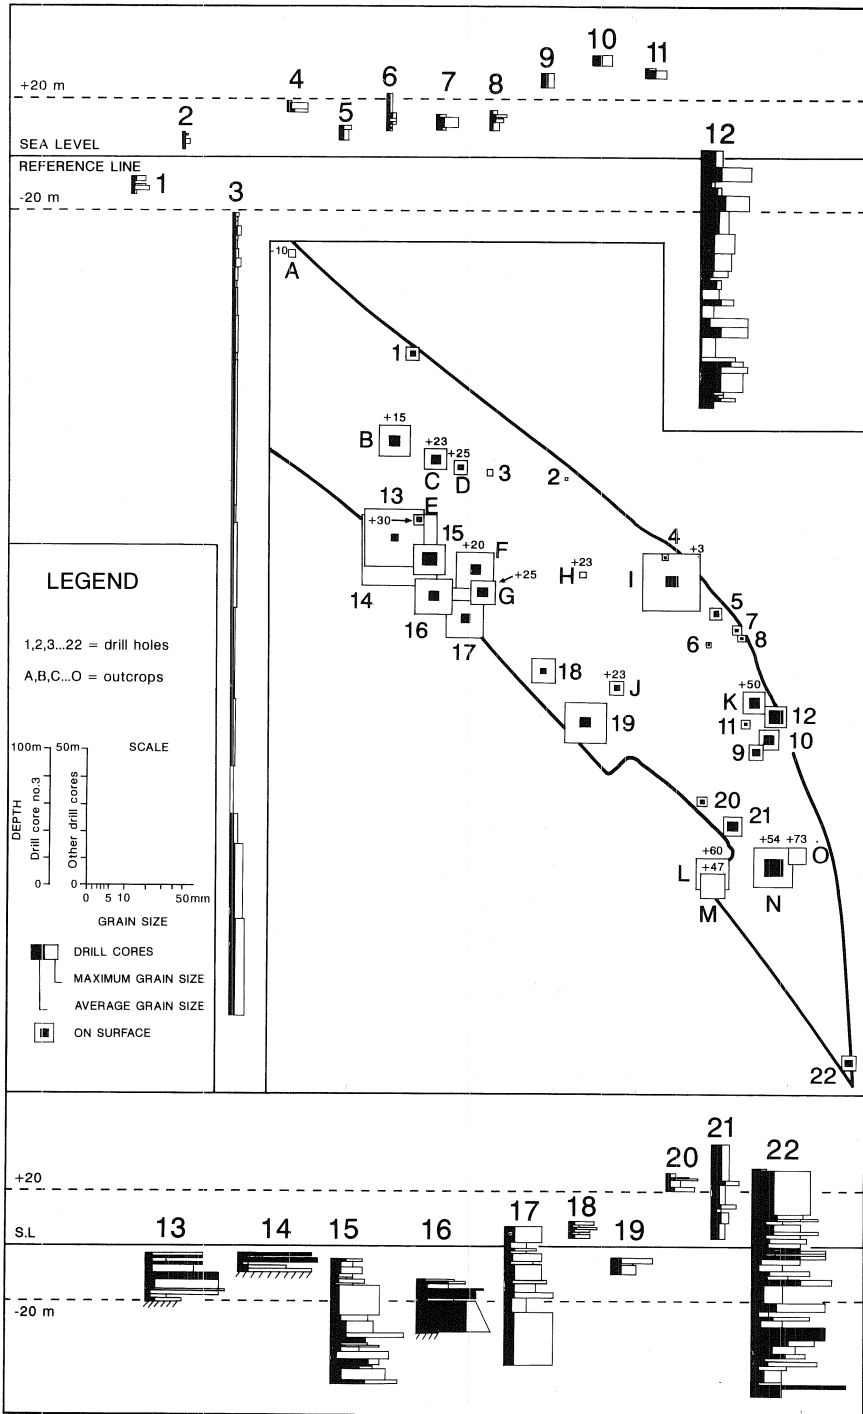 10
9
11
+20 m
4
6
7
8
2
5
SEA LEVEL
12
REFERENCE LINE
1
-20 m
3
-10
A
1
+15
B
+23
+25
C
D
3
2
13
E
+30
15
4
+3
+20
F
H
+23
I
G
+25
14
16
17
5
7
6
8
18
+23
J
+50
K
12
19
11
10
9
20
21
+60
+54
+73
O
L
+47
M
N
22
LEGEND
1,2,3...22 = drill holes
A,B,C...O = outcrops
100m
50m
SCALE
DEPTH
Drill core no.3
Other drill cores
0
0
0
5
10
50mm
GRAIN SIZE
DRILL CORES
MAXIMUM GRAIN SIZE
AVERAGE GRAIN SIZE
ON SURFACE
+20
20
21
22
S.L
13
14
15
16
17
18
19
-20 m